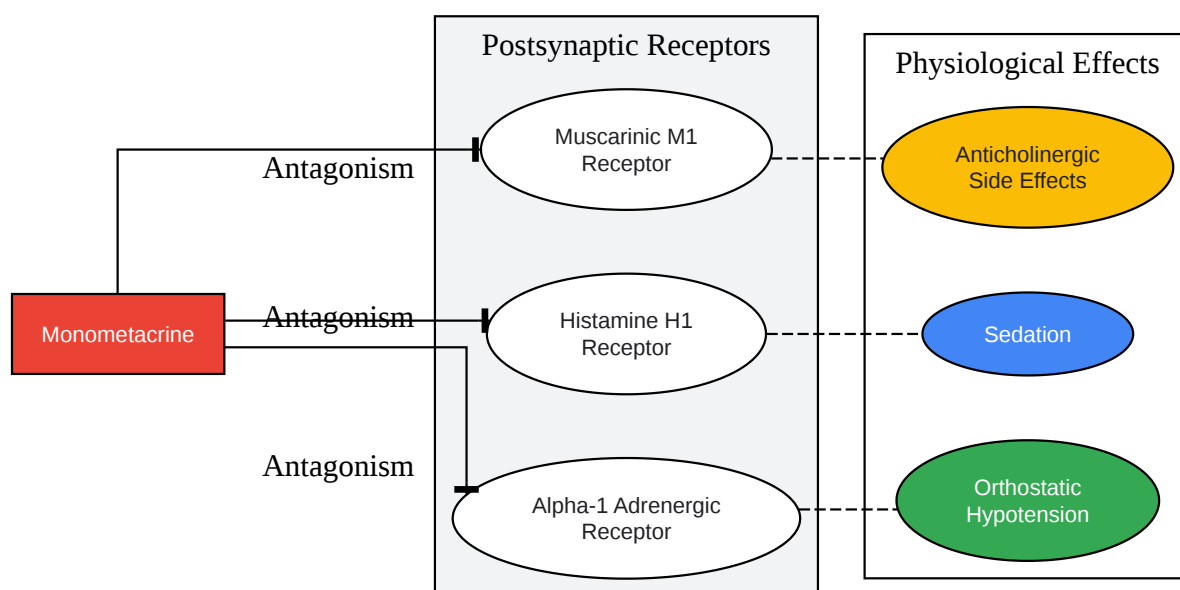 Postsynaptic Receptors
Physiological Effects
Muscarinic M1
Receptor
Anticholinergic
Side Effects
Antagonism
Monometacrine
Antagonism
Histamine H1
Receptor
Sedation
Antagonism
Alpha-1 Adrenergic
Receptor
Orthostatic
Hypotension